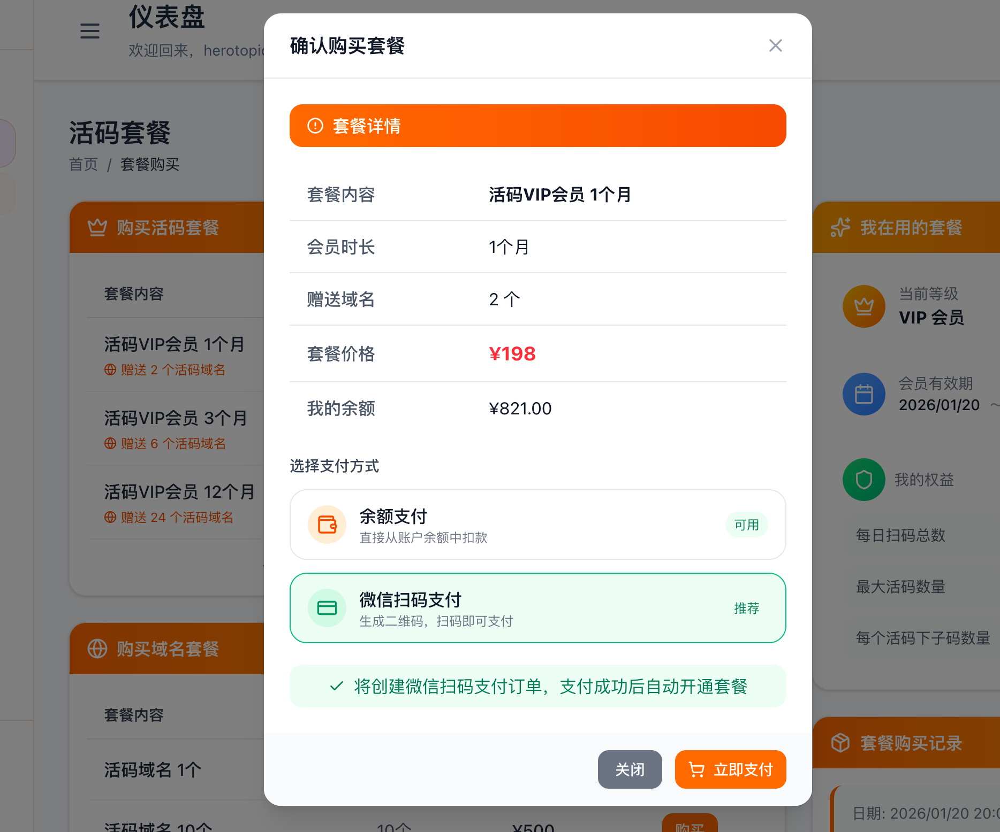 仪表盘
欢迎回来，herotopi
确认购买套餐
活码套餐
首页 / 套餐购买
套餐详情
套餐内容 活码VIP会员 1个月
会员时长 1个月
赠送域名 2 个
套餐价格 ¥198
我的余额 ¥821.00
选择支付方式
余额支付
直接从账户余额中扣款
可用
微信扫码支付
生成二维码，扫码即可支付
推荐
将创建微信扫码支付订单，支付成功后自动开通套餐
关闭
立即支付
购买活码套餐
套餐内容
活码VIP会员 1个月
赠送 2 个活码域名
活码VIP会员 3个月
赠送 6 个活码域名
活码VIP会员 12个月
赠送 24 个活码域名
购买域名套餐
套餐内容
活码域名 1个
活码域名 10个 10个 ¥500 购买
我在用的套餐
当前等级
VIP 会员
会员有效期
2026/01/20 ～
我的权益
每日扫码总数
最大活码数量
每个活码下子码数量
套餐购买记录
日期: 2026/01/20 20:0